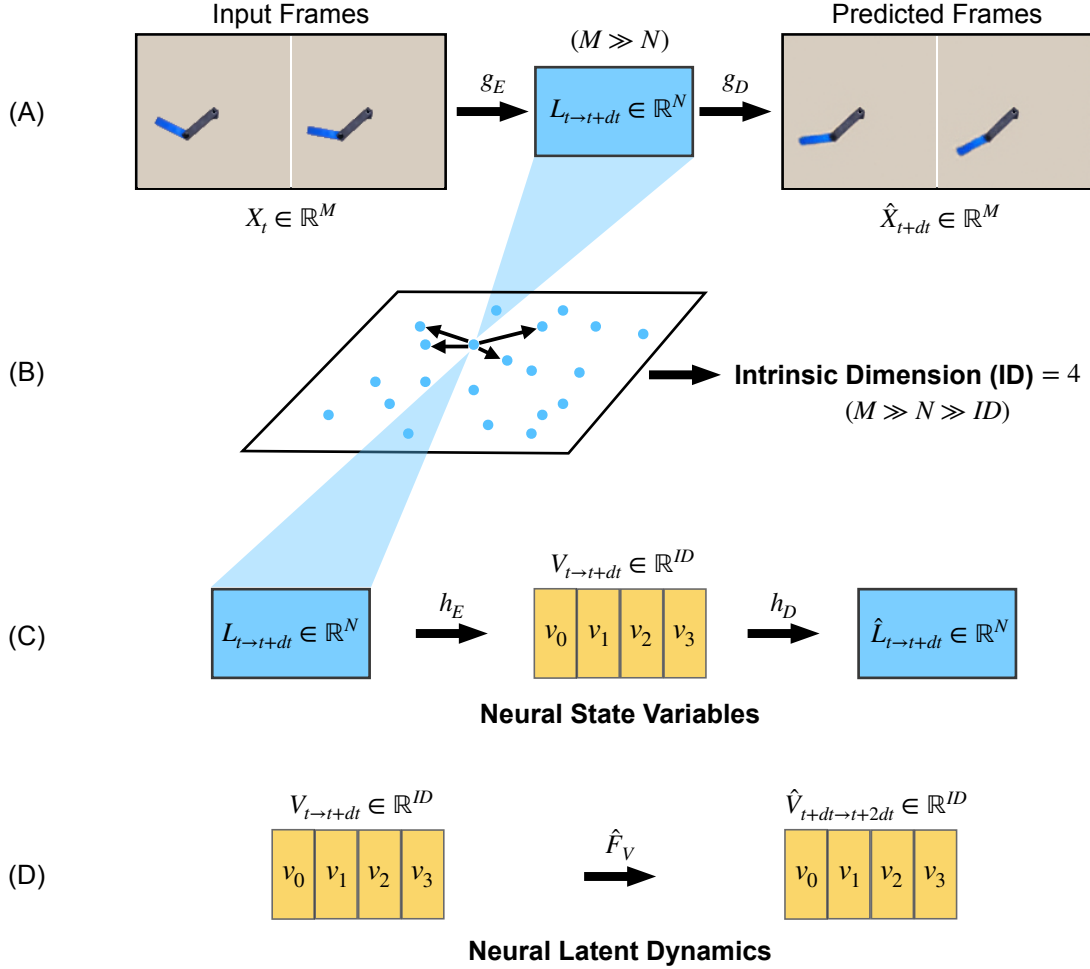 Input Frames
Predicted Frames
(M ≫ N)
(A)
g_E
L_{t→t+dt} ∈ ℝ^N
g_D
X_t ∈ ℝ^M
X̂_{t+dt} ∈ ℝ^M
(B)
Intrinsic Dimension (ID) = 4
(M ≫ N ≫ ID)
V_{t→t+dt} ∈ ℝ^{ID}
(C)
L_{t→t+dt} ∈ ℝ^N
h_E
v_0 v_1 v_2 v_3
h_D
L̂_{t→t+dt} ∈ ℝ^N
Neural State Variables
V_{t→t+dt} ∈ ℝ^{ID}
V̂_{t+dt→t+2dt} ∈ ℝ^{ID}
(D)
v_0 v_1 v_2 v_3
F̂_V
v_0 v_1 v_2 v_3
Neural Latent Dynamics